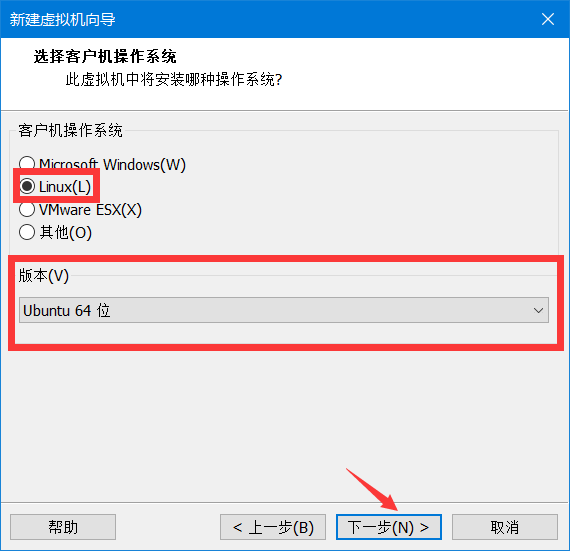 新建虚拟机向导
选择客户机操作系统
此虚拟机中将安装哪种操作系统?
客户机操作系统
Microsoft Windows(W)
Linux(L)
VMware ESX(X)
其他(O)
版本(V)
Ubuntu 64 位
帮助
< 上一步(B)
下一步(N) >
取消